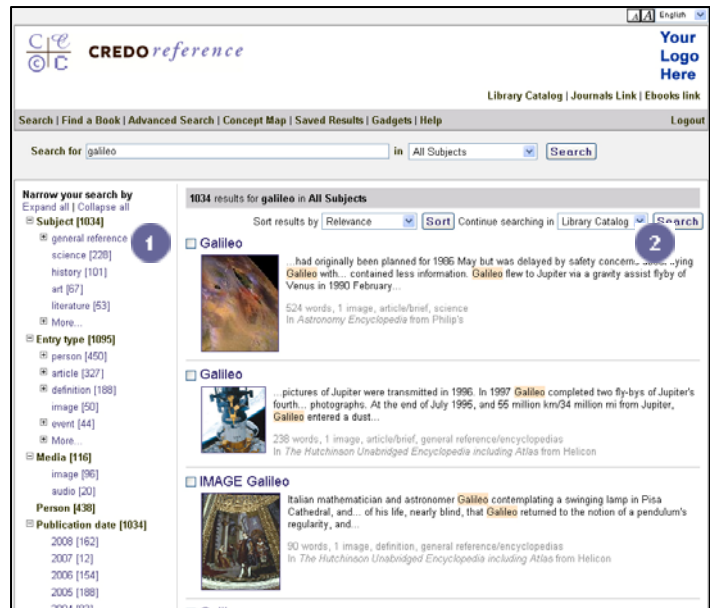 A A English
C C
© C
CREDO reference
Your
Logo
Here
Library Catalog | Journals Link | Ebooks link
Search | Find a Book | Advanced Search | Concept Map | Saved Results | Gadgets | Help
Logout
Search for galileo in All Subjects Search
Narrow your search by
Expand all | Collapse all
Subject [1034]
general reference
science [228]
history [101]
art [67]
literature [53]
More...
Entry type [1095]
person [450]
article [327]
definition [188]
image [50]
event [44]
More...
Media [116]
image [96]
audio [20]
Person [438]
Publication date [1034]
2008 [162]
2007 [12]
2006 [154]
2005 [188]
1
1034 results for galileo in All Subjects
Sort results by Relevance Sort Continue searching in Library Catalog Search
2
Galileo
...had originally been planned for 1986 May but was delayed by safety concerns about flying
Galileo with... contained less information. Galileo flew to Jupiter via a gravity assist flyby of
Venus in 1990 February...
524 words, 1 image, article/brief, science
In Astronomy Encyclopedia from Philip's
Galileo
...pictures of Jupiter were transmitted in 1996. In 1997 Galileo completed two fly-bys of Jupiter's
fourth... photographs. At the end of July 1995, and 55 million km/34 million mi from Jupiter,
Galileo entered a dust...
238 words, 1 image, article/brief, general reference/encyclopedias
In The Hutchinson Unabridged Encyclopedia including Atlas from Helicon
IMAGE Galileo
Italian mathematician and astronomer Galileo contemplating a swinging lamp in Pisa
Cathedral, and... of his life, nearly blind, that Galileo returned to the notion of a pendulum's
regularity, and...
90 words, 1 image, definition, general reference/encyclopedias
In The Hutchinson Unabridged Encyclopedia including Atlas from Helicon